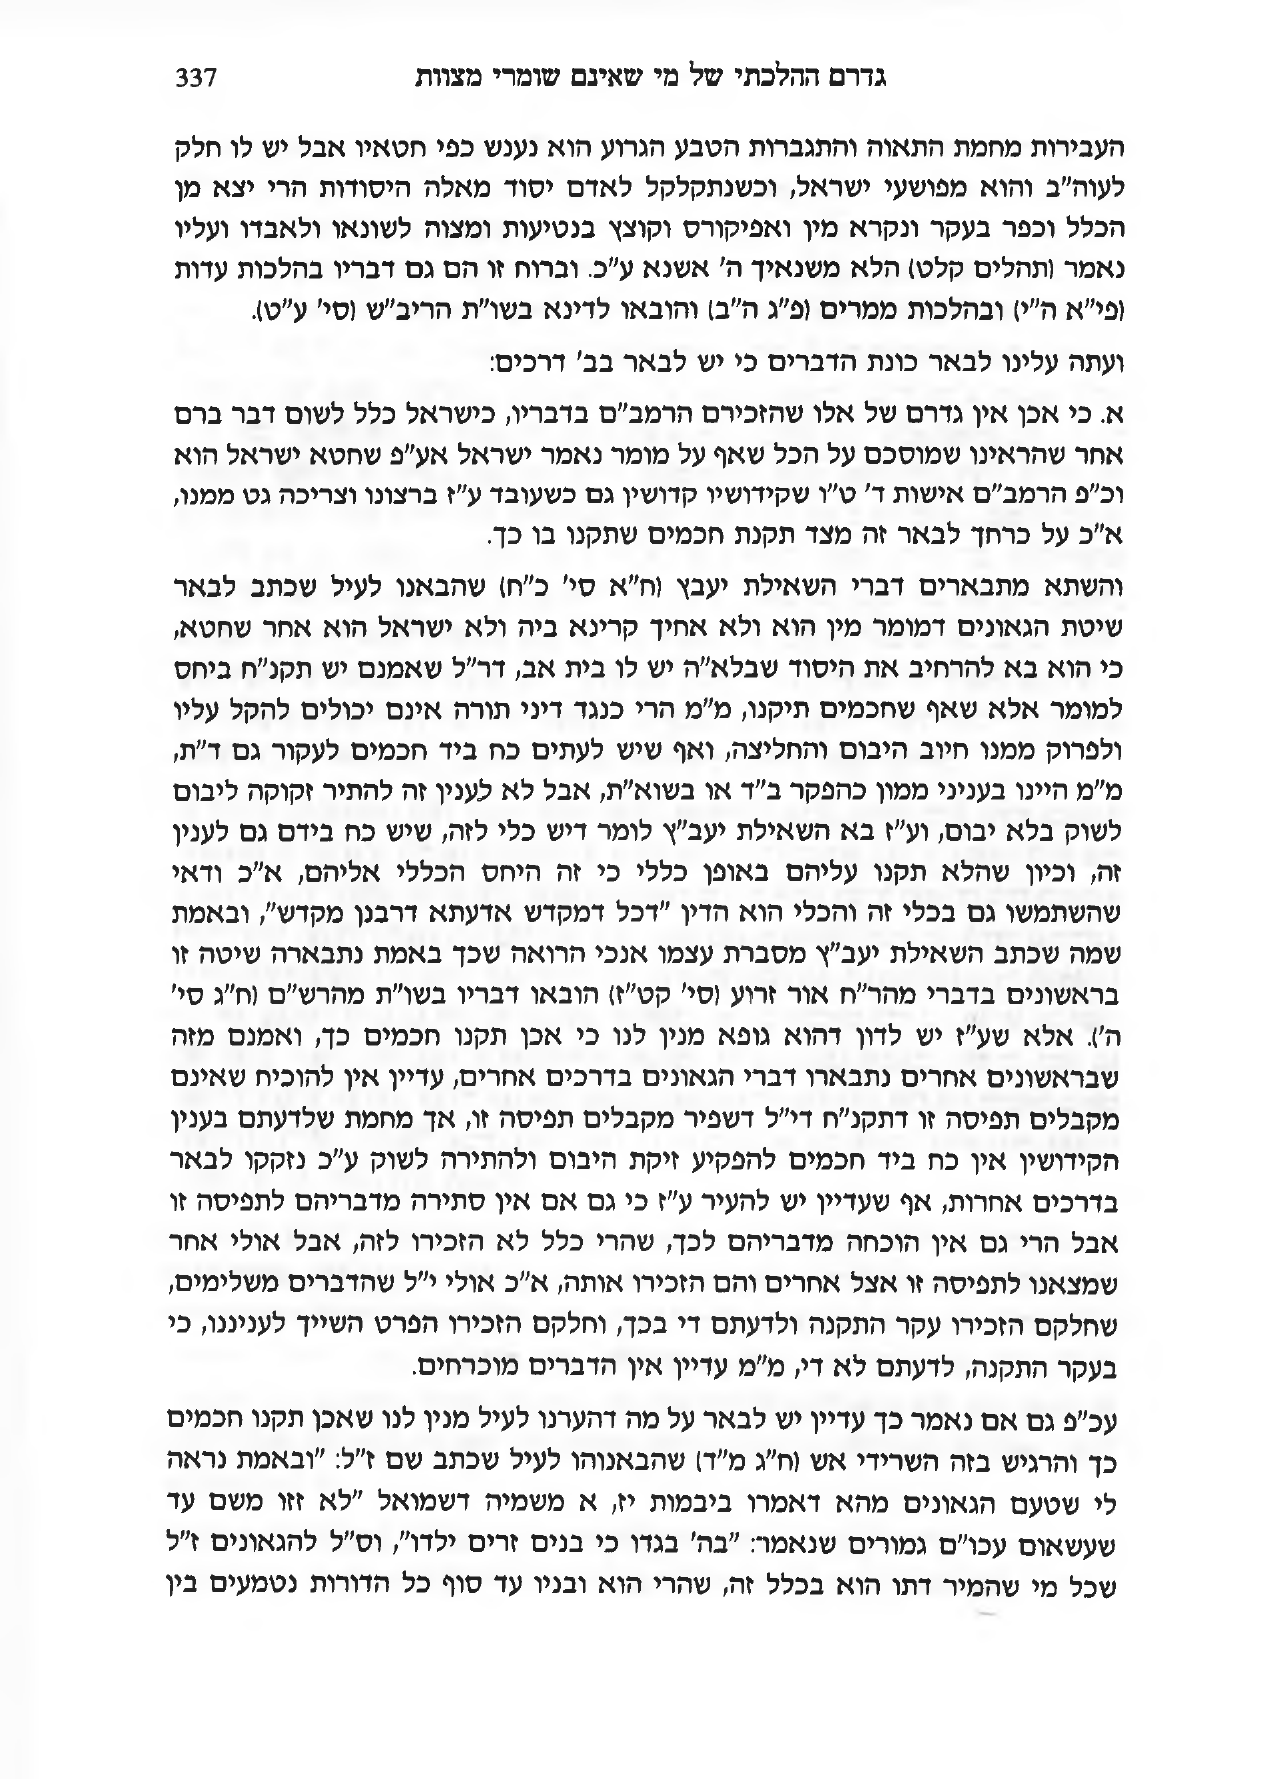 גדרם ההלכתי של מי שאינם שומרי מצוות 337
העבירות מחמת התאוה והתגברות הטבע הגרוע הוא נענש כפי חטאיו אבל יש לו חלק
לעוה"ב והוא מפושעי ישראל, וכשנתקלקל לאדם יסוד מאלה היסודות הרי יצא מן
הכלל וכפר בעקר ונקרא מין ואפיקורס וקוצץ בנטיעות ומצוה לשונאו ולאבדו ועליו
נאמר (תהלים קלט) הלא משנאיך ה' אשנא ע"כ. וברוח זו הם גם דבריו בהלכות עדות
(פי"א ה"י) ובהלכות ממרים (פ"ג ה"ב) והובאו לדינא בשו"ת הריב"ש (סי' ע"ט).
ועתה עלינו לבאר כונת הדברים כי יש לבאר בב' דרכים:
א. כי אכן אין גדרם של אלו שהזכירם הרמב"ם בדבריו, כישראל כלל לשום דבר ברם
אחר שהראינו שמוסכם על הכל שאף על מומר נאמר ישראל אע"פ שחטא ישראל הוא
וכ"פ הרמב"ם אישות ד' ט"ו שקידושיו קדושין גם כשעובד ע"ז ברצונו וצריכה גט ממנו,
א"כ על כרחך לבאר זה מצד תקנת חכמים שתקנו בו כך.
והשתא מתבארים דברי השאילת יעבץ (ח"א סי' כ"ח) שהבאנו לעיל שכתב לבאר
שיטת הגאונים דמומר מין הוא ולא אחיך קרינא ביה ולא ישראל הוא אחר שחטא,
כי הוא בא להרחיב את היסוד שבלא"ה יש לו בית אב, דר"ל שאמנם יש תקנ"ח ביחס
למומר אלא שאף שחכמים תיקנו, מ"מ הרי כנגד דיני תורה אינם יכולים להקל עליו
ולפרוק ממנו חיוב היבום והחליצה, ואף שיש לעתים כח ביד חכמים לעקור גם ד"ת,
מ"מ היינו בעניני ממון כהפקר ב"ד או בשוא"ת, אבל לא לענין זה להתיר זקוקה ליבום
לשוק בלא יבום, וע"ז בא השאילת יעב"ץ לומר דיש כלי לזה, שיש כח בידם גם לענין
זה, וכיון שהלא תקנו עליהם באופן כללי כי זה היחס הכללי אליהם, א"כ ודאי
שהשתמשו גם בכלי זה והכלי הוא הדין "דכל דמקדש אדעתא דרבנן מקדש", ובאמת
שמה שכתב השאילת יעב"ץ מסברת עצמו אנכי הרואה שכך באמת נתבארה שיטה זו
בראשונים בדברי מהר"ח אור זרוע (סי' קט"ז) הובאו דבריו בשו"ת מהרש"ם (ח"ג סי'
ה'). אלא שע"ז יש לדון דהוא גופא מנין לנו כי אכן תקנו חכמים כך, ואמנם מזה
שבראשונים אחרים נתבארו דברי הגאונים בדרכים אחרים, עדיין אין להוכיח שאינם
מקבלים תפיסה זו דתקנ"ח די"ל דשפיר מקבלים תפיסה זו, אך מחמת שלדעתם בענין
הקידושין אין כח ביד חכמים להפקיע זיקת היבום ולהתירה לשוק ע"כ נזקקו לבאר
בדרכים אחרות, אף שעדיין יש להעיר ע"ז כי גם אם אין סתירה מדבריהם לתפיסה זו
אבל הרי גם אין הוכחה מדבריהם לכך, שהרי כלל לא הזכירו לזה, אבל אולי אחר
שמצאנו לתפיסה זו אצל אחרים והם הזכירו אותה, א"כ אולי י"ל שהדברים משלימים,
שחלקם הזכירו עקר התקנה ולדעתם די בכך, וחלקם הזכירו הפרט השייך לעניננו, כי
בעקר התקנה, לדעתם לא די, מ"מ עדיין אין הדברים מוכרחים.
עכ"פ גם אם נאמר כך עדיין יש לבאר על מה דהערנו לעיל מנין לנו שאכן תקנו חכמים
כך והרגיש בזה השרידי אש (ח"ג מ"ד) שהבאנוהו לעיל שכתב שם ז"ל: "ובאמת נראה
לי שטעם הגאונים מהא דאמרו ביבמות יז, א משמיה דשמואל "לא זזו משם עד
שעשאום עכו"ם גמורים שנאמר: "בה' בגדו כי בנים זרים ילדו", וס"ל להגאונים ז"ל
שכל מי שהמיר דתו הוא בכלל זה, שהרי הוא ובניו עד סוף כל הדורות נטמעים בין